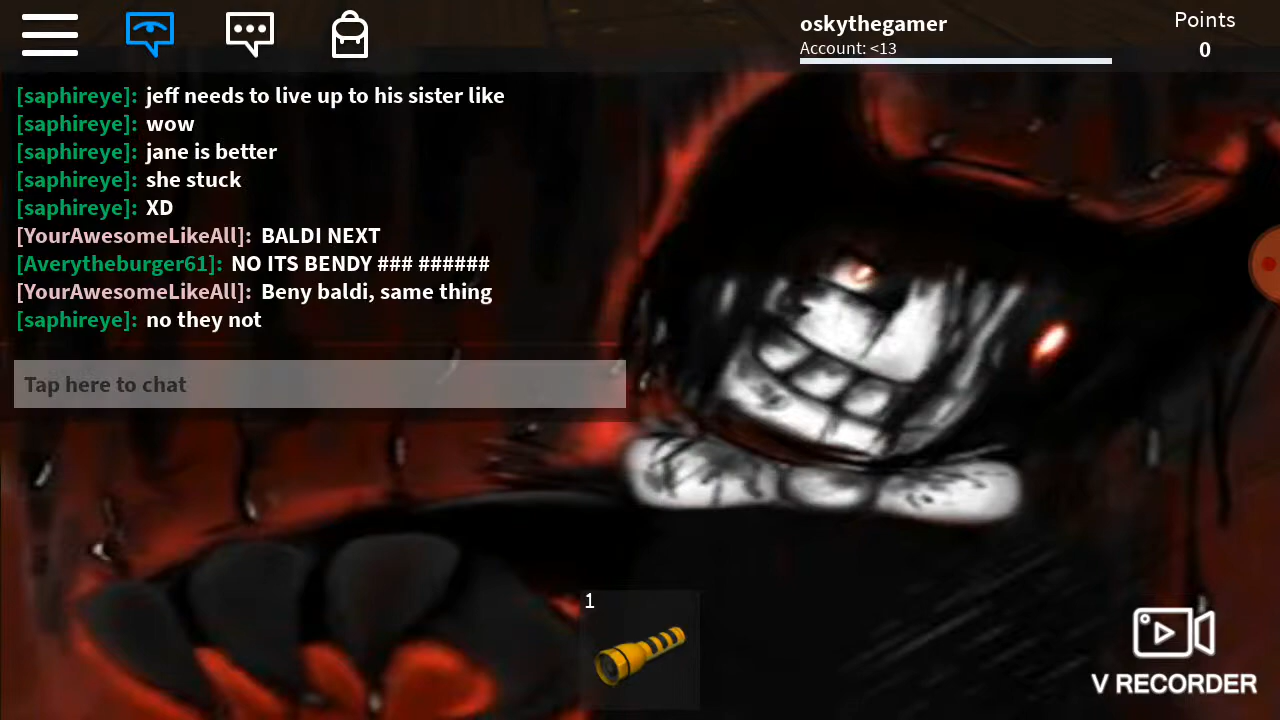 oskythegamer
Account: <13
Points
0
[saphireye]: jeff needs to live up to his sister like
[saphireye]: wow
[saphireye]: jane is better
[saphireye]: she stuck
[saphireye]: XD
[YourAwesomeLikeAll]: BALDI NEXT
[Averytheburger61]: NO ITS BENDY ### ######
[YourAwesomeLikeAll]: Beny baldi, same thing
[saphireye]: no they not
Tap here to chat
1
V RECORDER